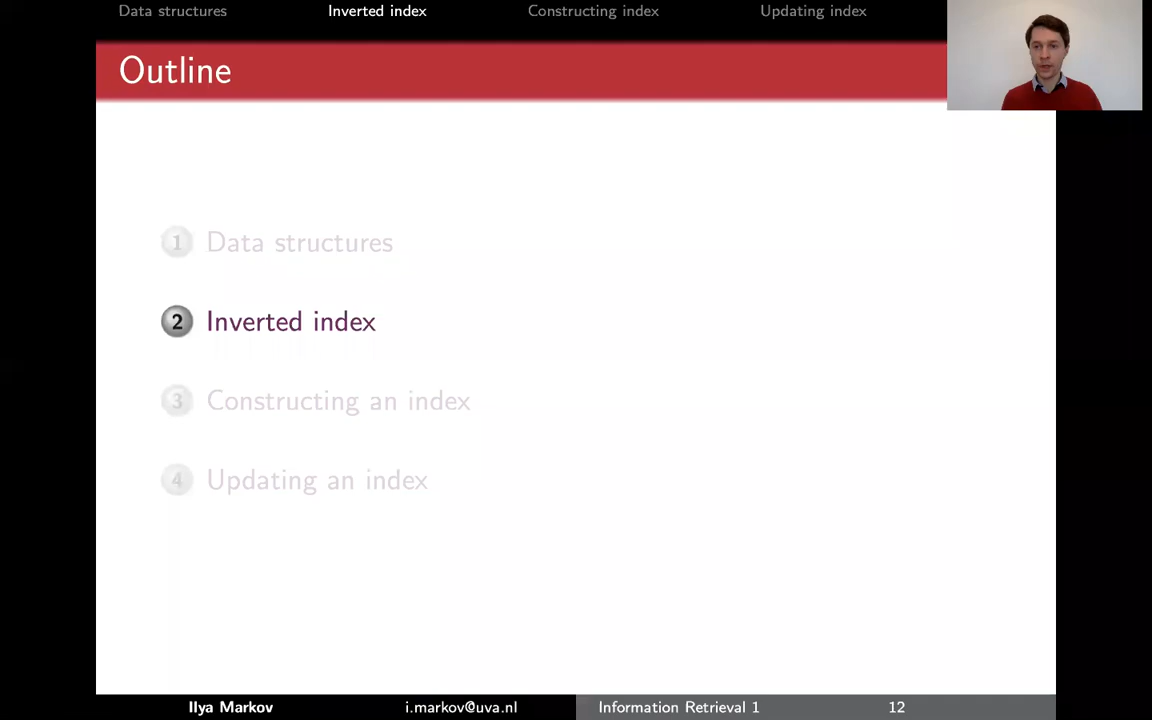 Data structures Inverted index Constructing index Updating index
Outline
1 Data structures
2 Inverted index
3 Constructing an index
4 Updating an index
Ilya Markov i.markov@uva.nl Information Retrieval 1 12